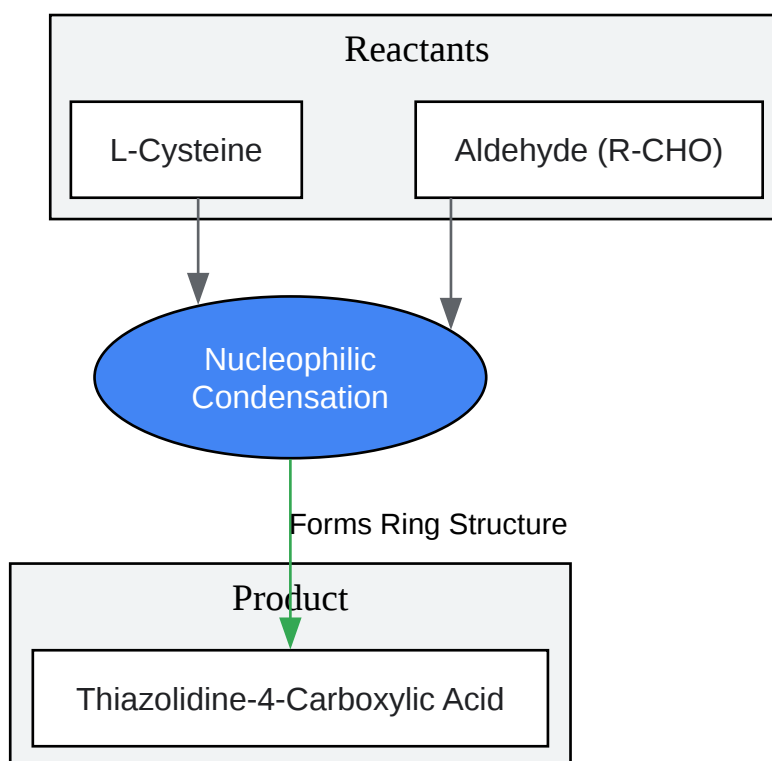 Reactants
L-Cysteine
Aldehyde (R-CHO)
Nucleophilic
Condensation
Forms Ring Structure
Product
Thiazolidine-4-Carboxylic Acid